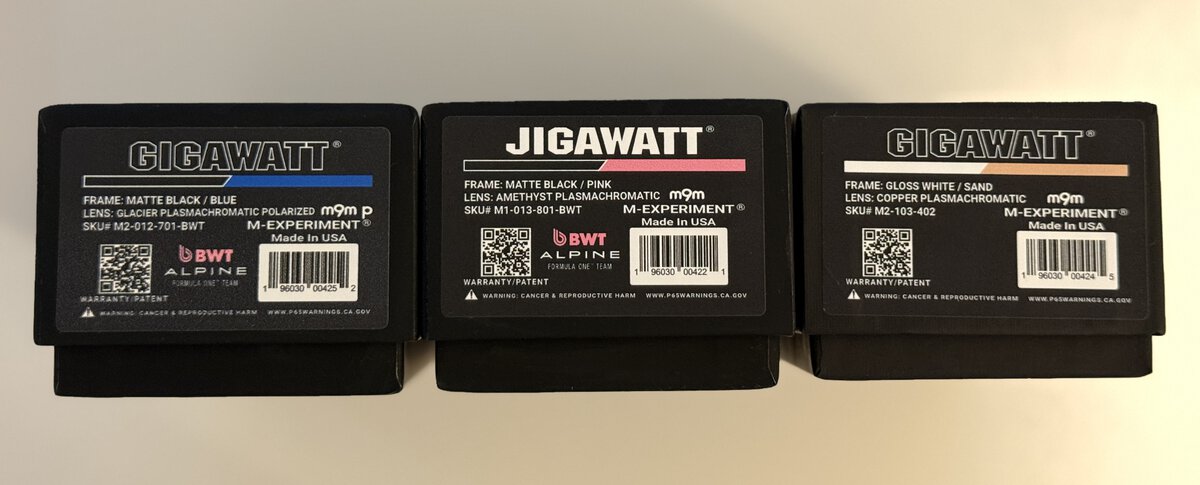 GIGAWATT®
FRAME: MATTE BLACK / BLUE
LENS: GLACIER PLASMACHROMATIC POLARIZED m9m p
SKU# M2-012-701-BWT M-EXPERIMENT®
Made In USA
BWT
ALPINE
FORMULA ONE™ TEAM
1 96030 00425 2
WARRANTY/PATENT
WARNING: CANCER & REPRODUCTIVE HARM WWW.P65WARNINGS.CA.GOV
JIGAWATT®
FRAME: MATTE BLACK / PINK
LENS: AMETHYST PLASMACHROMATIC m9m
SKU# M1-013-801-BWT M-EXPERIMENT®
Made In USA
BWT
ALPINE
FORMULA ONE™ TEAM
1 96030 00422 1
WARRANTY/PATENT
WARNING: CANCER & REPRODUCTIVE HARM WWW.P65WARNINGS.CA.GOV
GIGAWATT®
FRAME: GLOSS WHITE / SAND
LENS: COPPER PLASMACHROMATIC m9m
SKU# M2-103-402 M-EXPERIMENT®
Made In USA
1 96030 00424 5
WARRANTY/PATENT
WARNING: CANCER & REPRODUCTIVE HARM WWW.P65WARNINGS.CA.GOV